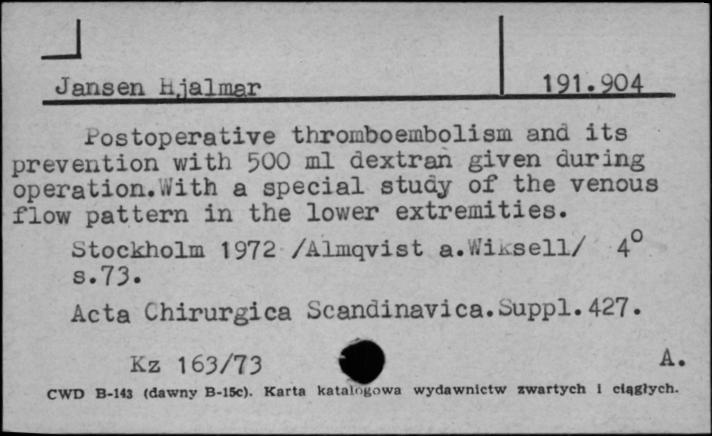 Jansen Hjalmar 191.904
Postoperative thromboembolism and its
prevention with 500 ml dextran given during
operation.With a special study of the venous
flow pattern in the lower extremities.
Stockholm 1972 /Almqvist a.Wiksell/ 4°
s.73.
Acta Chirurgica Scandinavica.Suppl.427.
Kz 163/73 A.
CWD B-143 (dawny B-15c). Karta katalogowa wydawnictw zwartych i ciągłych.